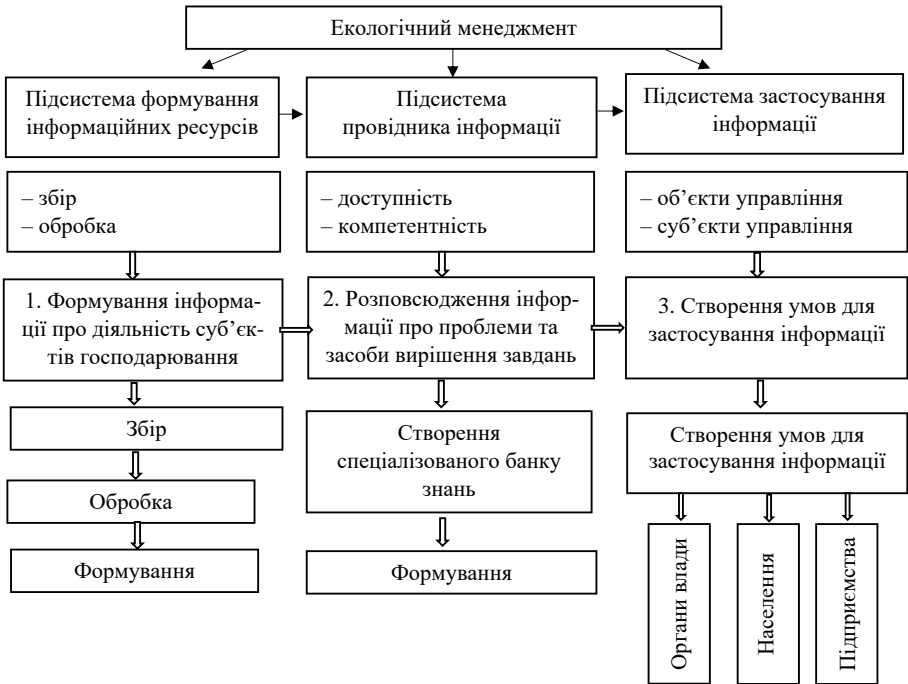 Екологічний менеджмент
Підсистема формування
інформаційних ресурсів
Підсистема
провідника інформації
Підсистема застосування
інформації
– збір
– обробка
– доступність
– компетентність
– об’єкти управління
– суб’єкти управління
1. Формування інформа-
ції про діяльність суб’єк-
тів господарювання
2. Розповсюдження інфор-
мації про проблеми та
засоби вирішення завдань
3. Створення умов для
застосування інформації
Збір
Обробка
Формування
Створення
спеціалізованого банку
знань
Формування
Створення умов для
застосування інформації
Органи влади
Населення
Підприємства